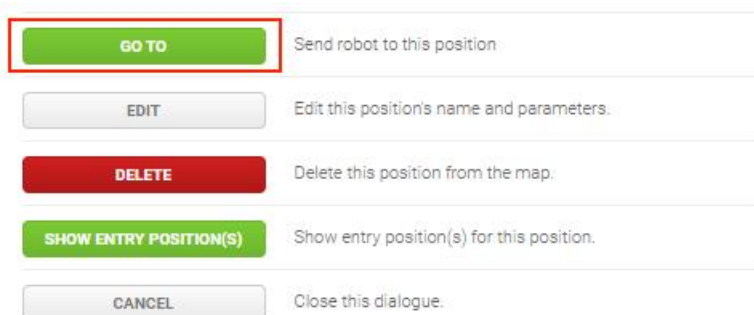 GO TO Send robot to this position
EDIT Edit this position's name and parameters.
DELETE Delete this position from the map.
SHOW ENTRY POSITION(S) Show entry position(s) for this position.
CANCEL Close this dialogue.